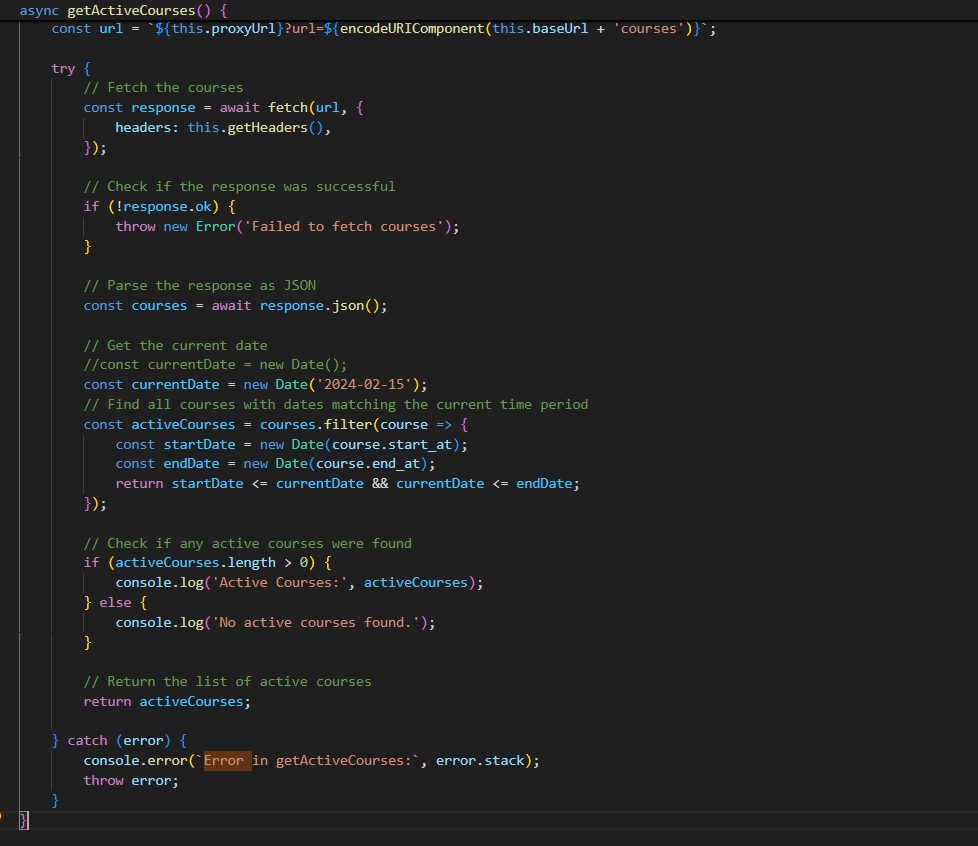 async getActiveCourses() {
const url = `${this.proxyUrl}?url=${encodeURIComponent(this.baseUrl + 'courses')}`;
try {
// Fetch the courses
const response = await fetch(url, {
headers: this.getHeaders(),
});
// Check if the response was successful
if (!response.ok) {
throw new Error('Failed to fetch courses');
}
// Parse the response as JSON
const courses = await response.json();
// Get the current date
//const currentDate = new Date();
const currentDate = new Date('2024-02-15');
// Find all courses with dates matching the current time period
const activeCourses = courses.filter(course => {
const startDate = new Date(course.start_at);
const endDate = new Date(course.end_at);
return startDate <= currentDate && currentDate <= endDate;
});
// Check if any active courses were found
if (activeCourses.length > 0) {
console.log('Active Courses:', activeCourses);
} else {
console.log('No active courses found.');
}
// Return the list of active courses
return activeCourses;
} catch (error) {
console.error(`Error in getActiveCourses:`, error.stack);
throw error;
}
}